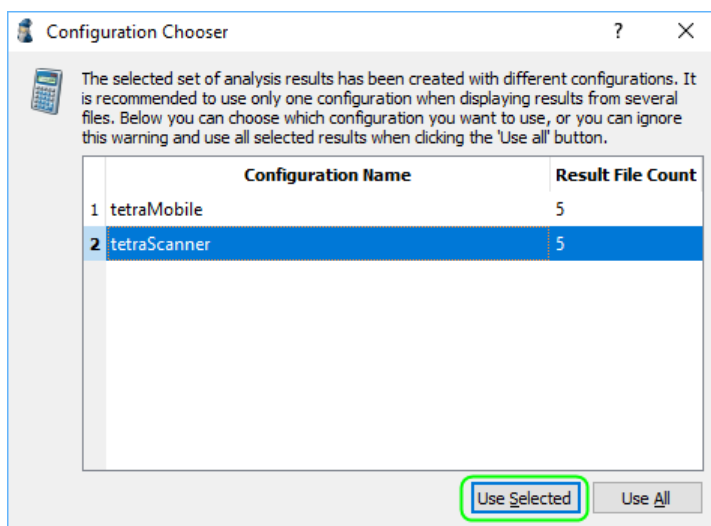 Configuration Chooser ?
The selected set of analysis results has been created with different configurations. It
is recommended to use only one configuration when displaying results from several
files. Below you can choose which configuration you want to use, or you can ignore
this warning and use all selected results when clicking the 'Use all' button.
Configuration Name Result File Count
1 tetraMobile 5
2 tetraScanner 5
Use Selected Use All